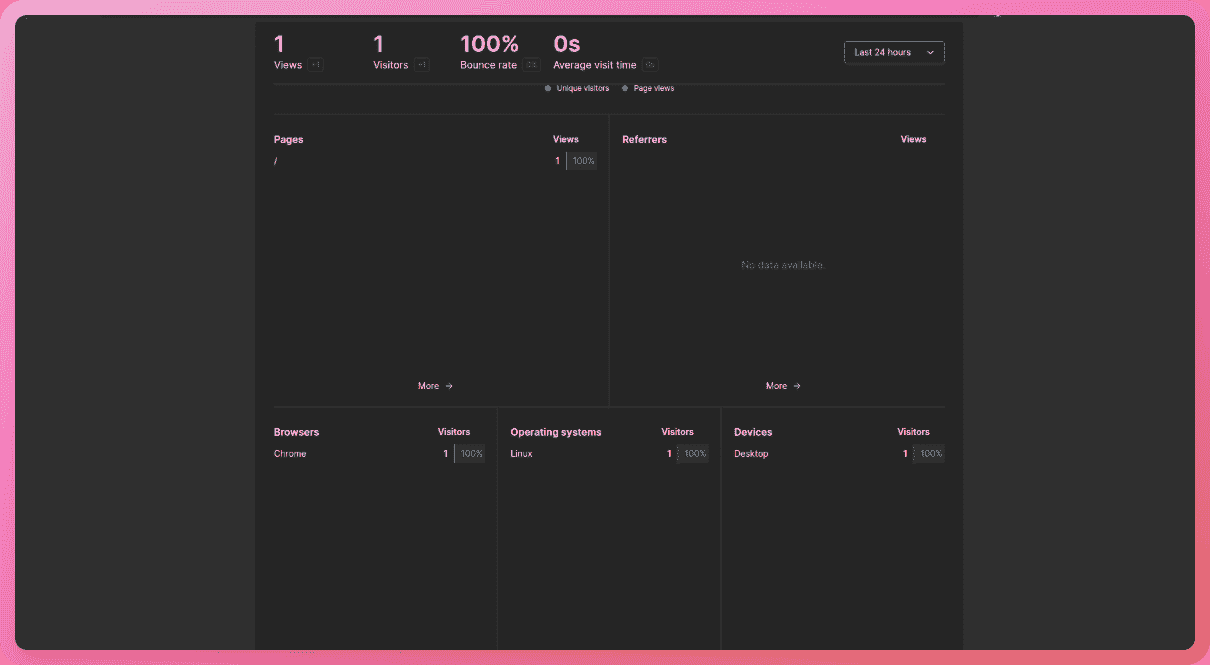 1 1 100% 0s
Views +1 Visitors +1 Bounce rate Average visit time 0s
Last 24 hours
Unique visitors Page views
Pages Views
/ 1 100%
More →
Referrers Views
No data available.
More →
Browsers Visitors
Chrome 1 100%
Operating systems Visitors
Linux 1 100%
Devices Visitors
Desktop 1 100%